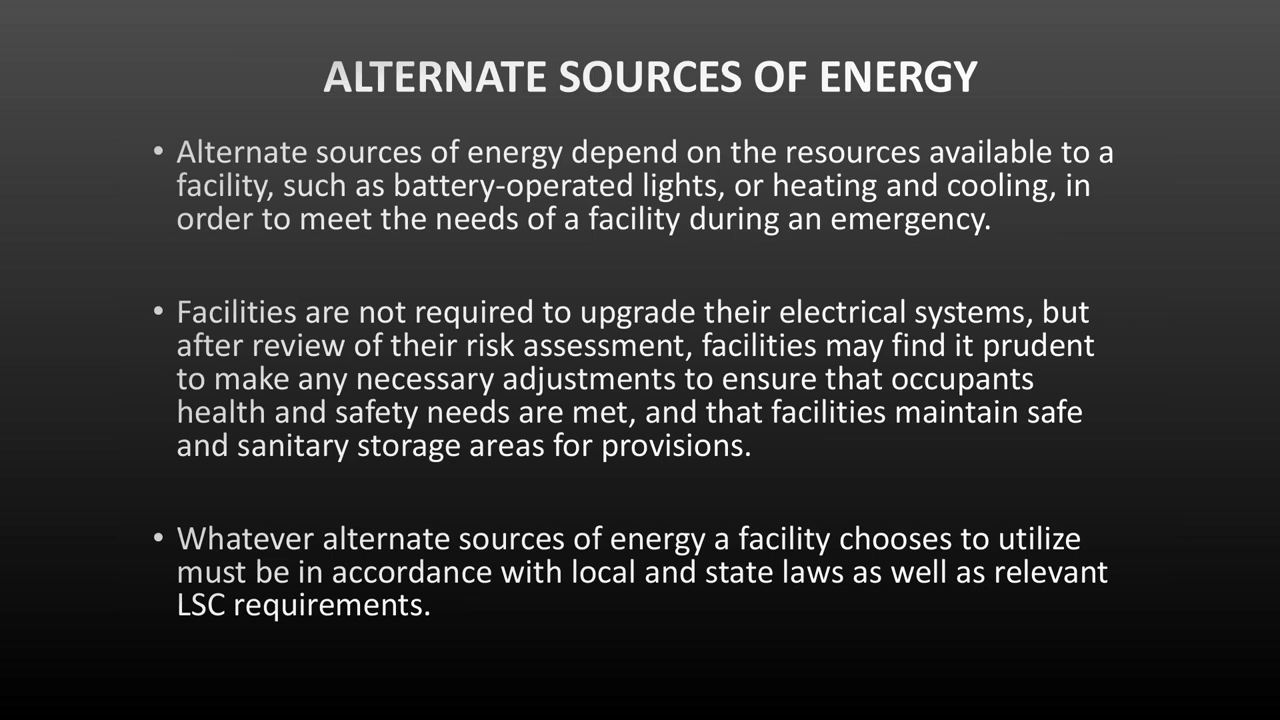 ALTERNATE SOURCES OF ENERGY
• Alternate sources of energy depend on the resources available to a
facility, such as battery-operated lights, or heating and cooling, in
order to meet the needs of a facility during an emergency.
• Facilities are not required to upgrade their electrical systems, but
after review of their risk assessment, facilities may find it prudent
to make any necessary adjustments to ensure that occupants
health and safety needs are met, and that facilities maintain safe
and sanitary storage areas for provisions.
• Whatever alternate sources of energy a facility chooses to utilize
must be in accordance with local and state laws as well as relevant
LSC requirements.